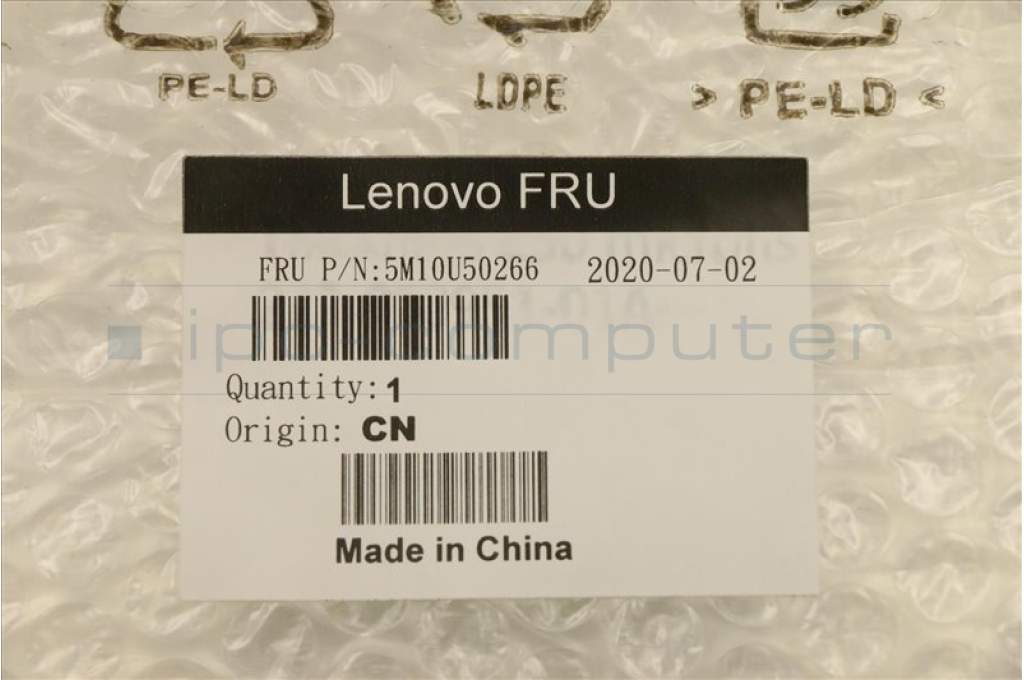 PE-LD LDPE > PE-LD <
Lenovo FRU
FRU P/N:5M10U50266 2020-07-02
ipc-computer
Quantity:1
Origin: CN
Made in China